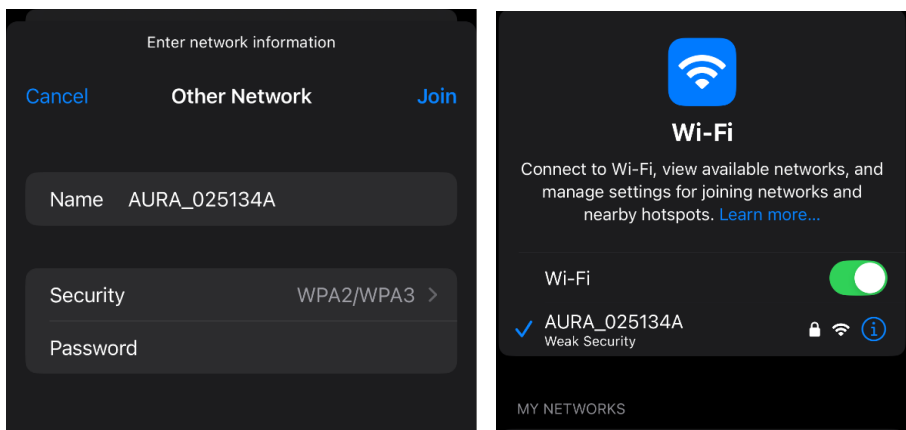 Enter network information
Cancel Other Network Join
Name AURA_025134A
Security WPA2/WPA3 >
Password
Wi-Fi
Connect to Wi-Fi, view available networks, and
manage settings for joining networks and
nearby hotspots. Learn more...
Wi-Fi
AURA_025134A
Weak Security
MY NETWORKS